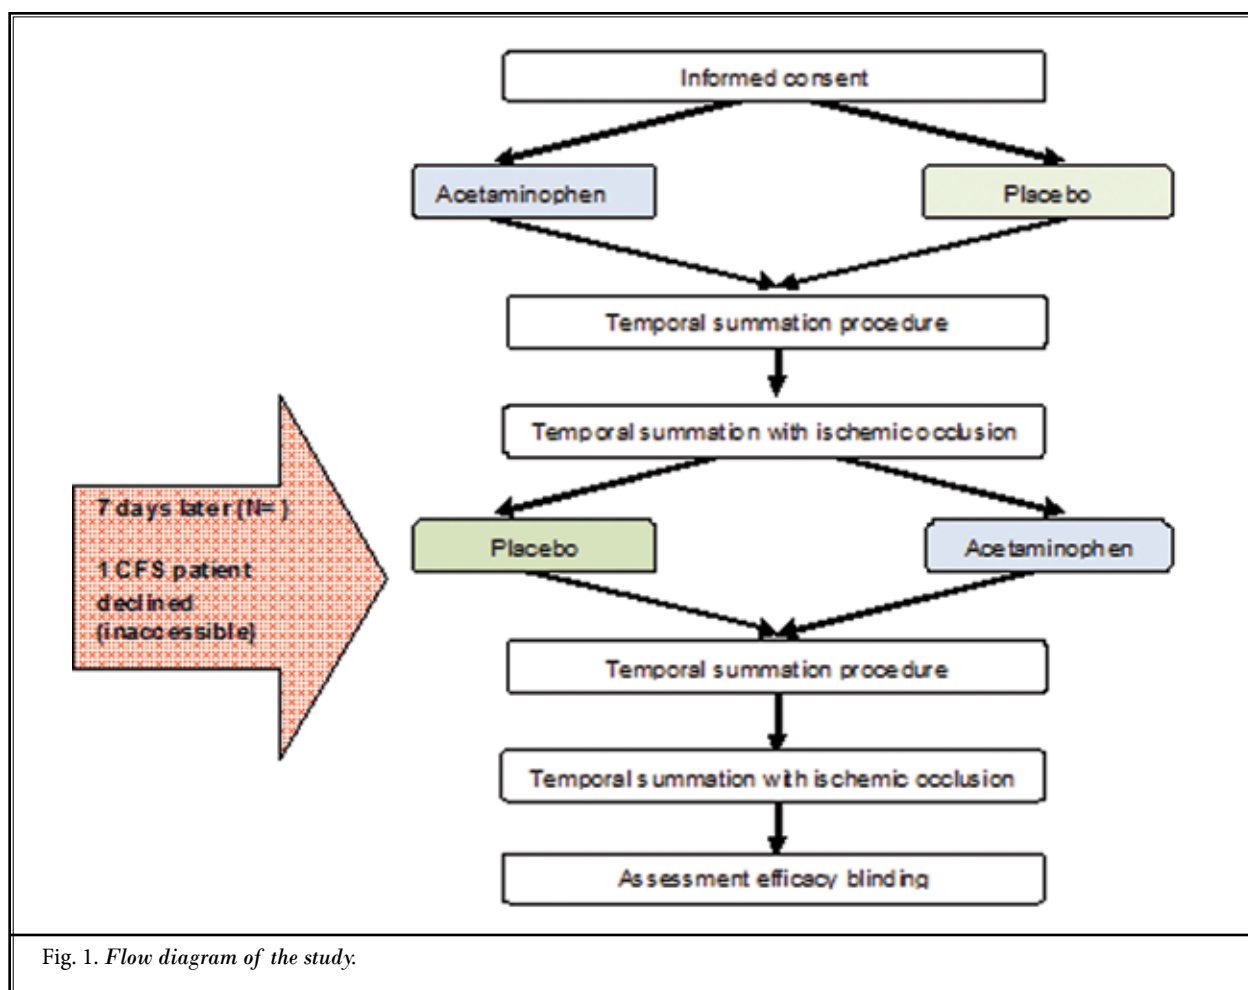 Informed consent
Acetaminophen
Placebo
Temporal summation procedure
Temporal summation with ischemic occlusion
7 days later (N= )
1 CFS patient
declined
(inaccessible)
Placebo
Acetaminophen
Temporal summation procedure
Temporal summation with ischemic occlusion
Assessment efficacy blinding
Fig. 1. Flow diagram of the study.